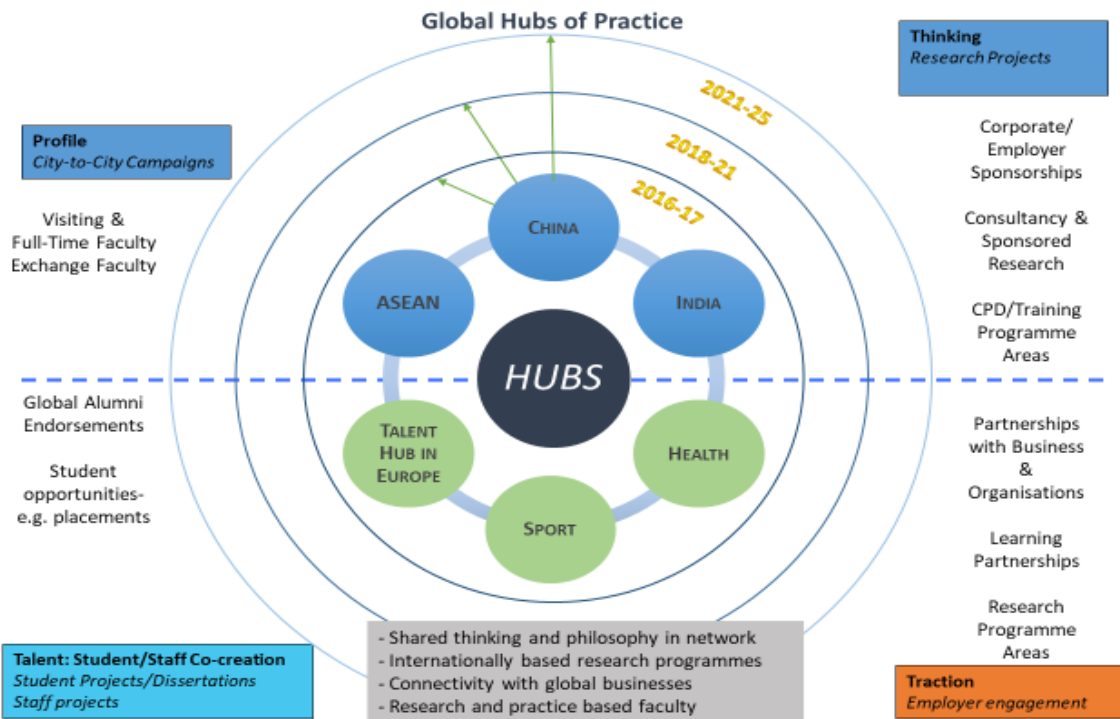 Global Hubs of Practice
Profile
City-to-City Campaigns
Visiting &
Full-Time Faculty
Exchange Faculty
Global Alumni
Endorsements
Student
opportunities-
e.g. placements
Talent: Student/Staff Co-creation
Student Projects/Dissertations
Staff projects
2021-25
2018-21
2016-17
CHINA
ASEAN
INDIA
HUBS
TALENT
HUB IN
EUROPE
HEALTH
SPORT
- Shared thinking and philosophy in network
- Internationally based research programmes
- Connectivity with global businesses
- Research and practice based faculty
Thinking
Research Projects
Corporate/
Employer
Sponsorships
Consultancy &
Sponsored
Research
CPD/Training
Programme
Areas
Partnerships
with Business
&
Organisations
Learning
Partnerships
Research
Programme
Areas
Traction
Employer engagement